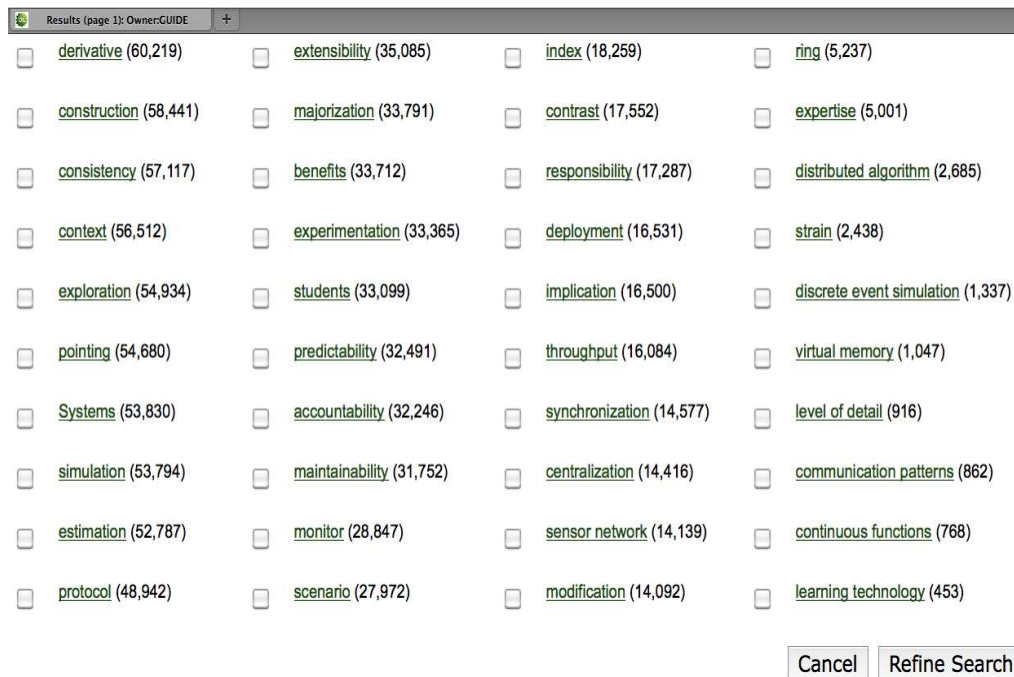 Results (page 1): Owner:GUIDE +
derivative (60,219) extensibility (35,085) index (18,259) ring (5,237)
construction (58,441) majorization (33,791) contrast (17,552) expertise (5,001)
consistency (57,117) benefits (33,712) responsibility (17,287) distributed algorithm (2,685)
context (56,512) experimentation (33,365) deployment (16,531) strain (2,438)
exploration (54,934) students (33,099) implication (16,500) discrete event simulation (1,337)
pointing (54,680) predictability (32,491) throughput (16,084) virtual memory (1,047)
Systems (53,830) accountability (32,246) synchronization (14,577) level of detail (916)
simulation (53,794) maintainability (31,752) centralization (14,416) communication patterns (862)
estimation (52,787) monitor (28,847) sensor network (14,139) continuous functions (768)
protocol (48,942) scenario (27,972) modification (14,092) learning technology (453)
Cancel Refine Search